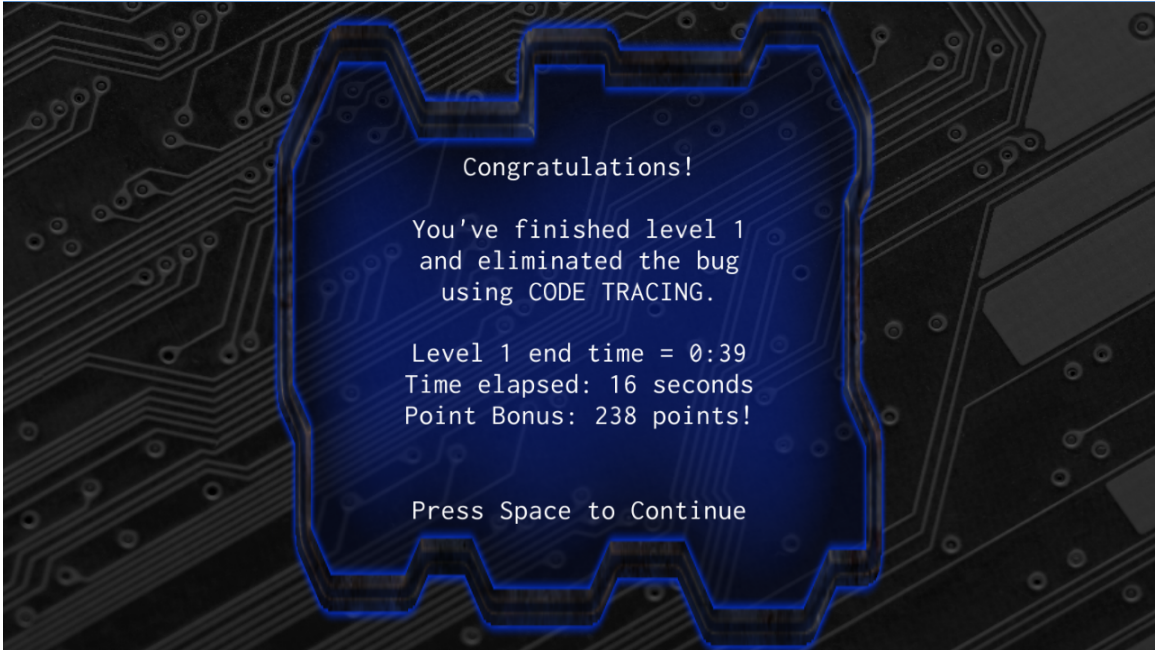 Congratulations!
You've finished level 1
and eliminated the bug
using CODE TRACING.
Level 1 end time = 0:39
Time elapsed: 16 seconds
Point Bonus: 238 points!
Press Space to Continue